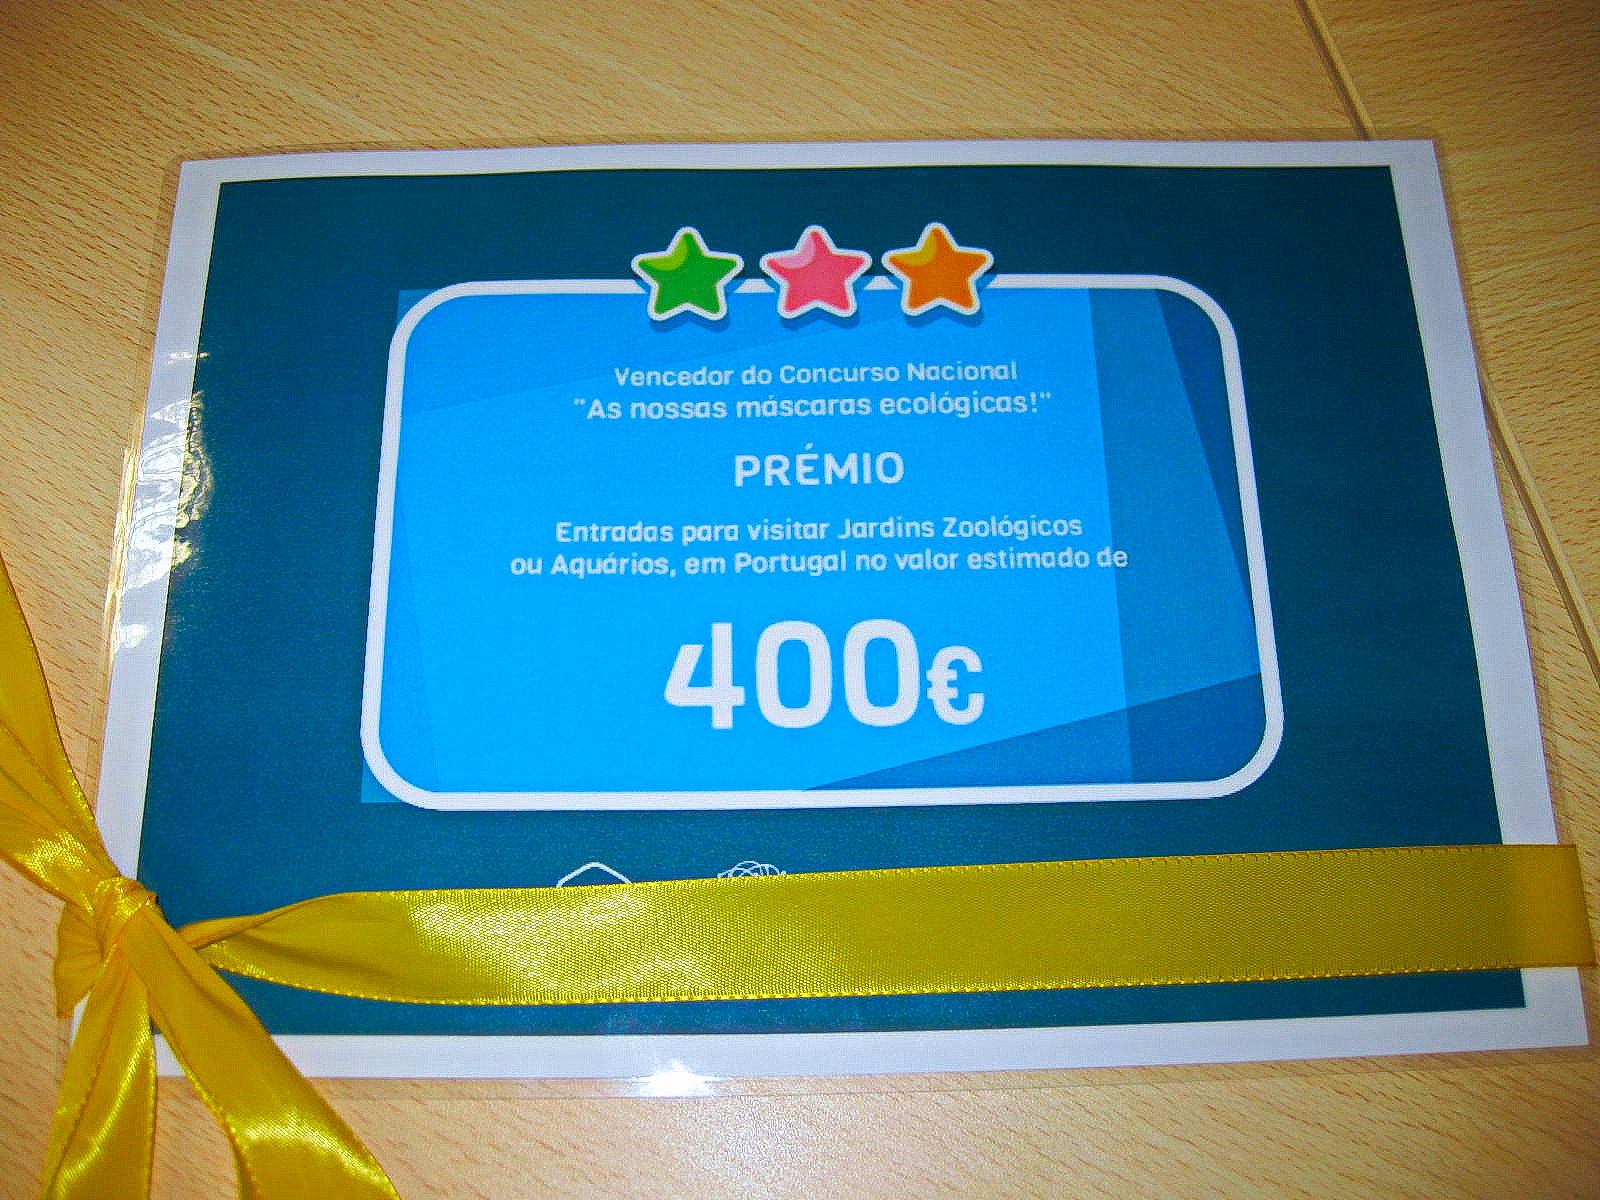 Vencedor do Concurso Nacional
"As nossas máscaras ecológicas!"
PRÉMIO
Entradas para visitar Jardins Zoológicos
ou Aquários, em Portugal no valor estimado de
400€